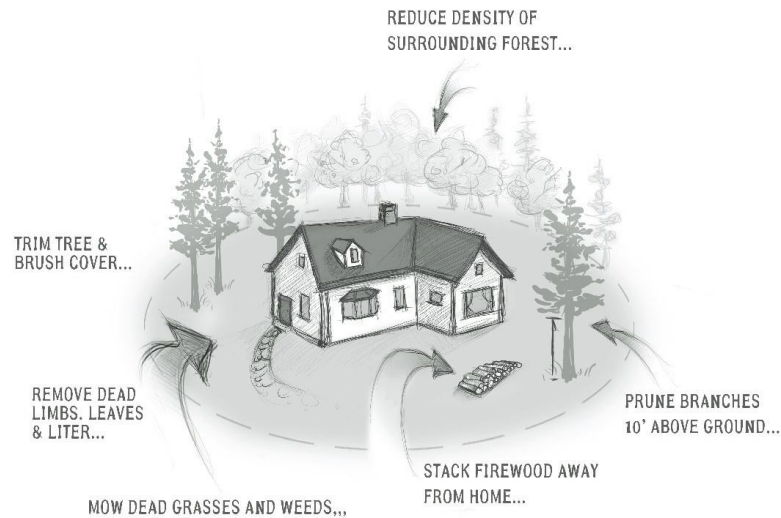 REDUCE DENSITY OF
SURROUNDING FOREST...
TRIM TREE &
BRUSH COVER...
REMOVE DEAD
LIMBS. LEAVES
& LITER...
PRUNE BRANCHES
10' ABOVE GROUND...
STACK FIREWOOD AWAY
FROM HOME...
MOW DEAD GRASSES AND WEEDS,,,